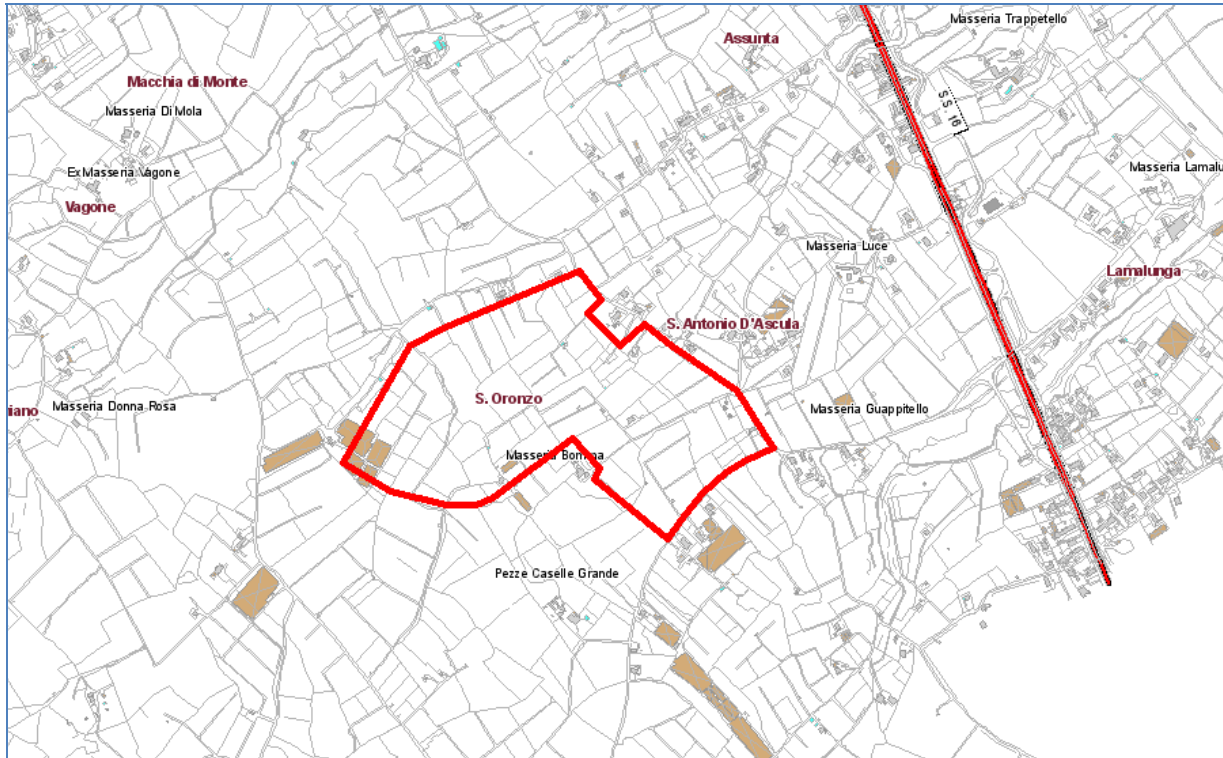 Masseria Trappetello
Assunta
Macchia di Monte
S.S. 16
Masseria Di Mola
Masseria Lamalu
Ex Masseria Vagone
Vagone
Masseria Luce
Lamalunga
S. Antonio D'Ascula
S. Oronzo
iano
Masseria Donna Rosa
Masseria Guappitello
Masseria
Pezze Caselle Grande